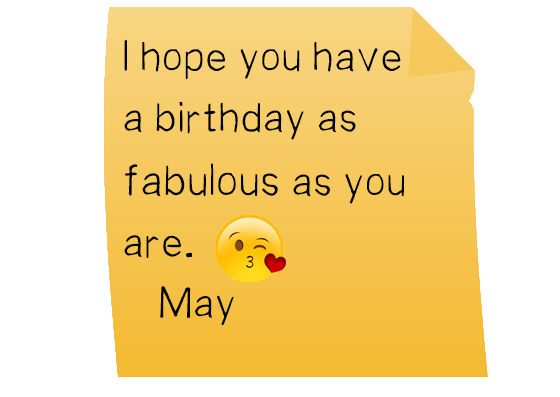 I hope you have
a birthday as
fabulous as you
are. 😘
May